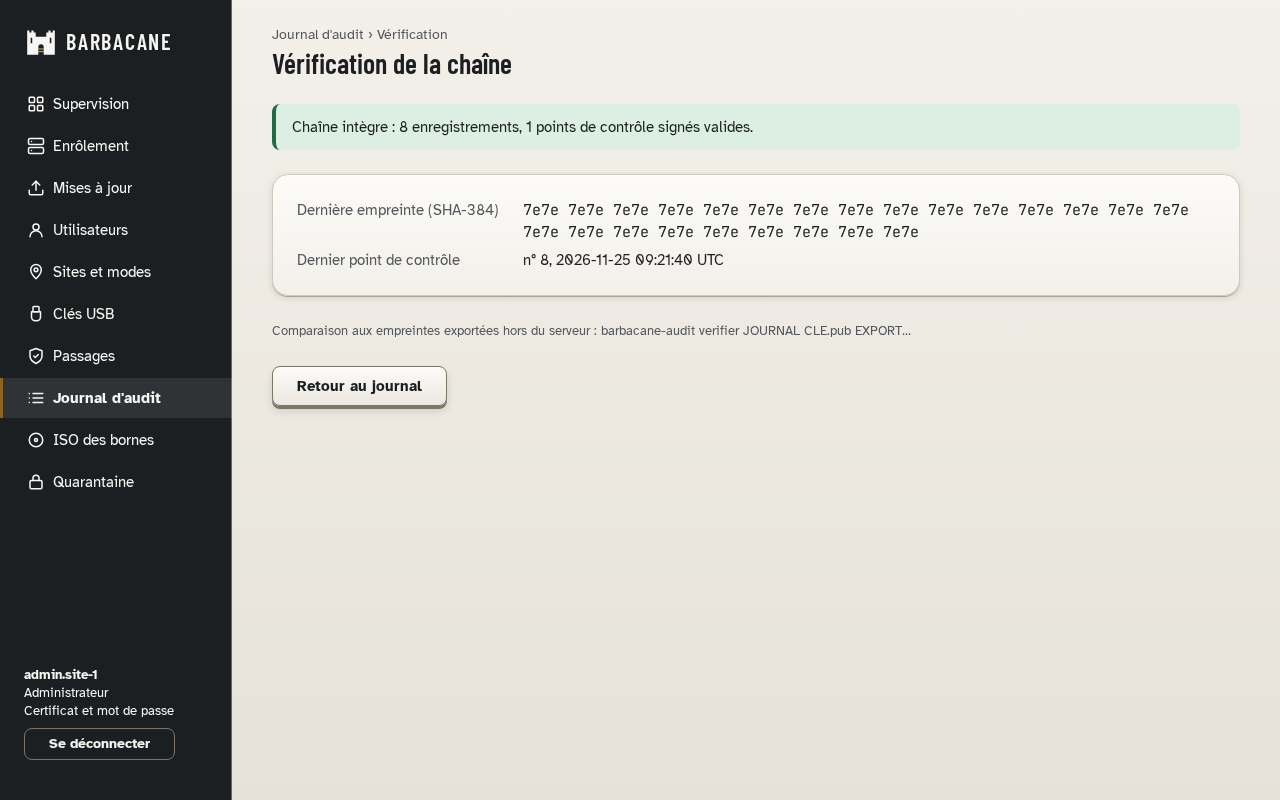 BARBACANE
Supervision
Enrôlement
Mises à jour
Utilisateurs
Sites et modes
Clés USB
Passages
Journal d'audit
ISO des bornes
Quarantaine
admin.site-1
Administrateur
Certificat et mot de passe
Se déconnecter
Journal d'audit › Vérification
Vérification de la chaîne
Chaîne intègre : 8 enregistrements, 1 points de contrôle signés valides.
Dernière empreinte (SHA-384) 7e7e 7e7e 7e7e 7e7e 7e7e 7e7e 7e7e 7e7e 7e7e 7e7e 7e7e 7e7e 7e7e 7e7e 7e7e
7e7e 7e7e 7e7e 7e7e 7e7e 7e7e 7e7e 7e7e 7e7e
Dernier point de contrôle n° 8, 2026-11-25 09:21:40 UTC
Comparaison aux empreintes exportées hors du serveur : barbacane-audit verifier JOURNAL CLE.pub EXPORT...
Retour au journal